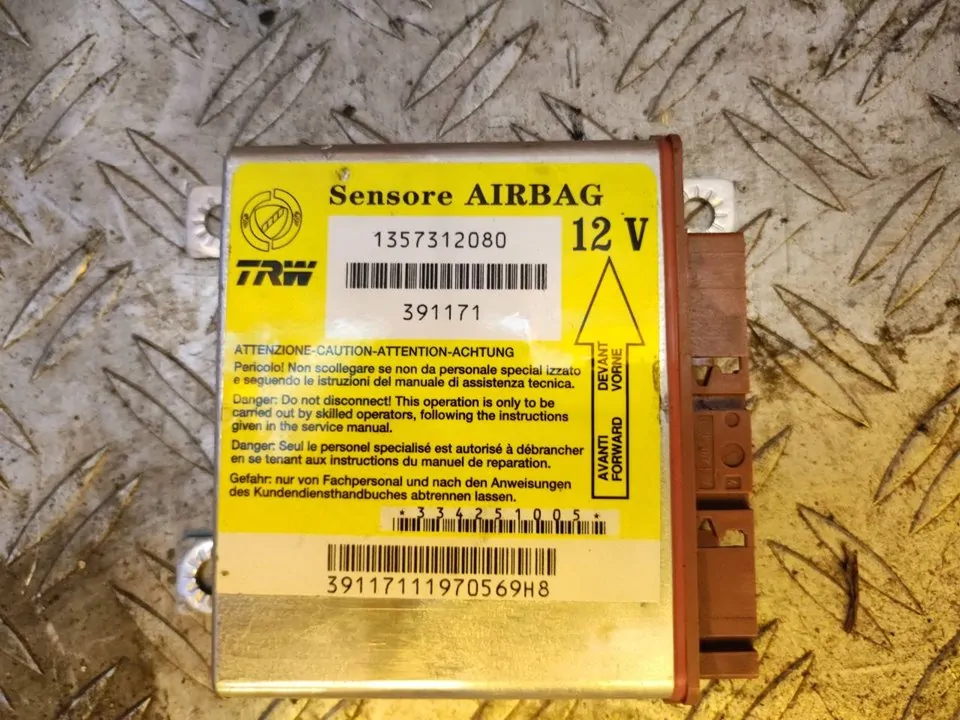 Sensore AIRBAG
1357312080
12 V
TRW
391171
ATTENZIONE-CAUTION-ATTENTION-ACHTUNG
Pericolo! Non scollegare se non da personale special izzato
e seguendo le istruzioni del manuale di assistenza tecnica.
Danger: Do not disconnect! This operation is only to be
carried out by skilled operators, following the instructions
given in the service manual.
Danger: Seul le personel specialisé est autorisé à débrancher
en se tenant aux instructions du manuel de reparation.
Gefahr: nur von Fachpersonal und nach den Anweisungen
des Kundendiensthandbuches abtrennen lassen.
AVANTI DEVANT
FORWARD VORNE
*334251005*
39117111970569H8